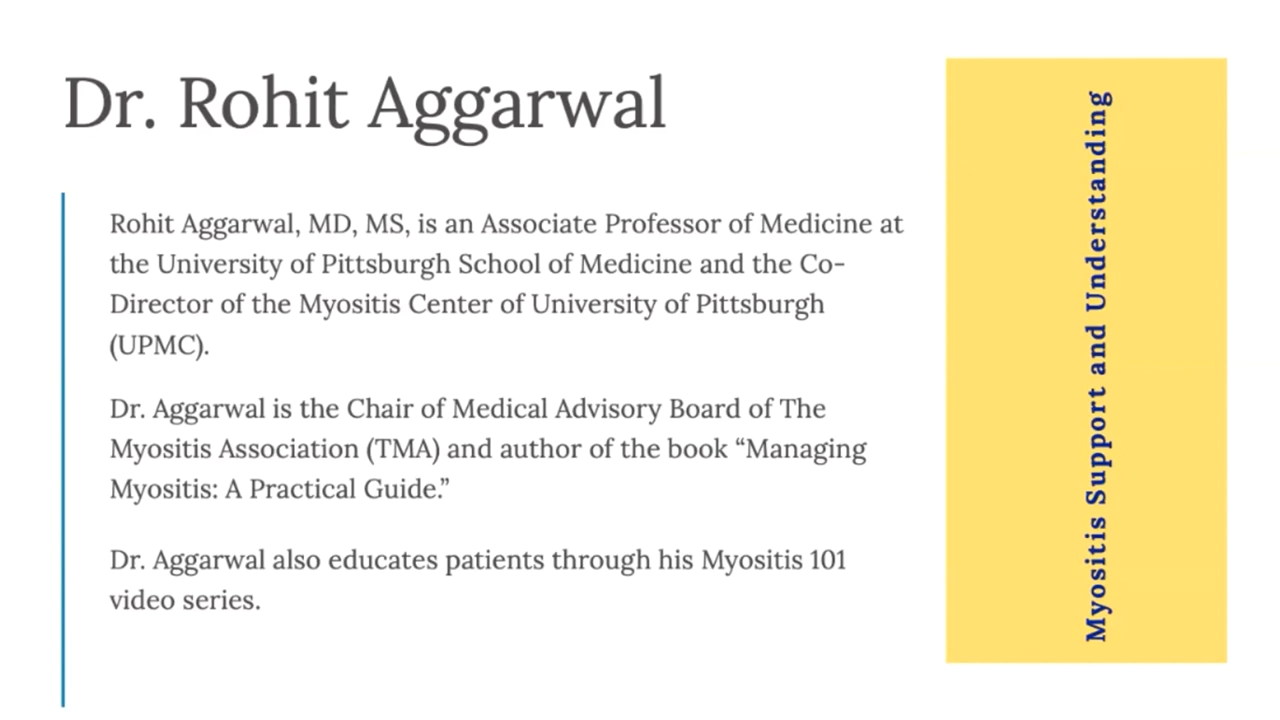 Dr. Rohit Aggarwal
Rohit Aggarwal, MD, MS, is an Associate Professor of Medicine at
the University of Pittsburgh School of Medicine and the Co-
Director of the Myositis Center of University of Pittsburgh
(UPMC).
Dr. Aggarwal is the Chair of Medical Advisory Board of The
Myositis Association (TMA) and author of the book “Managing
Myositis: A Practical Guide.”
Dr. Aggarwal also educates patients through his Myositis 101
video series.
Myositis Support and Understanding